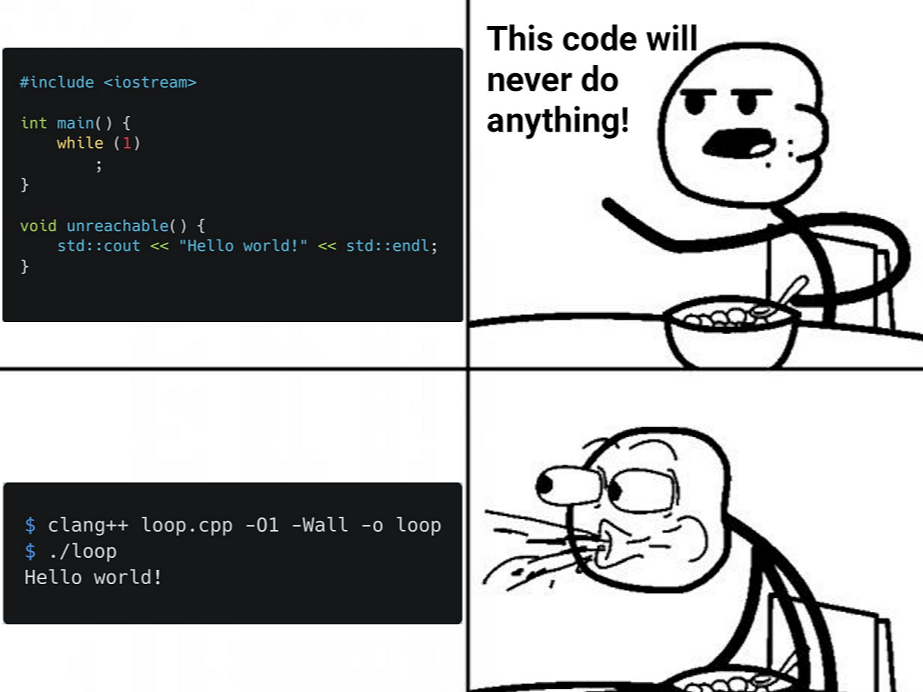 #include <iostream>
int main() {
    while (1)
        ;
}
void unreachable() {
    std::cout << "Hello world!" << std::endl;
}
This code will
never do
anything!
$ clang++ loop.cpp -O1 -Wall -o loop
$ ./loop
Hello world!